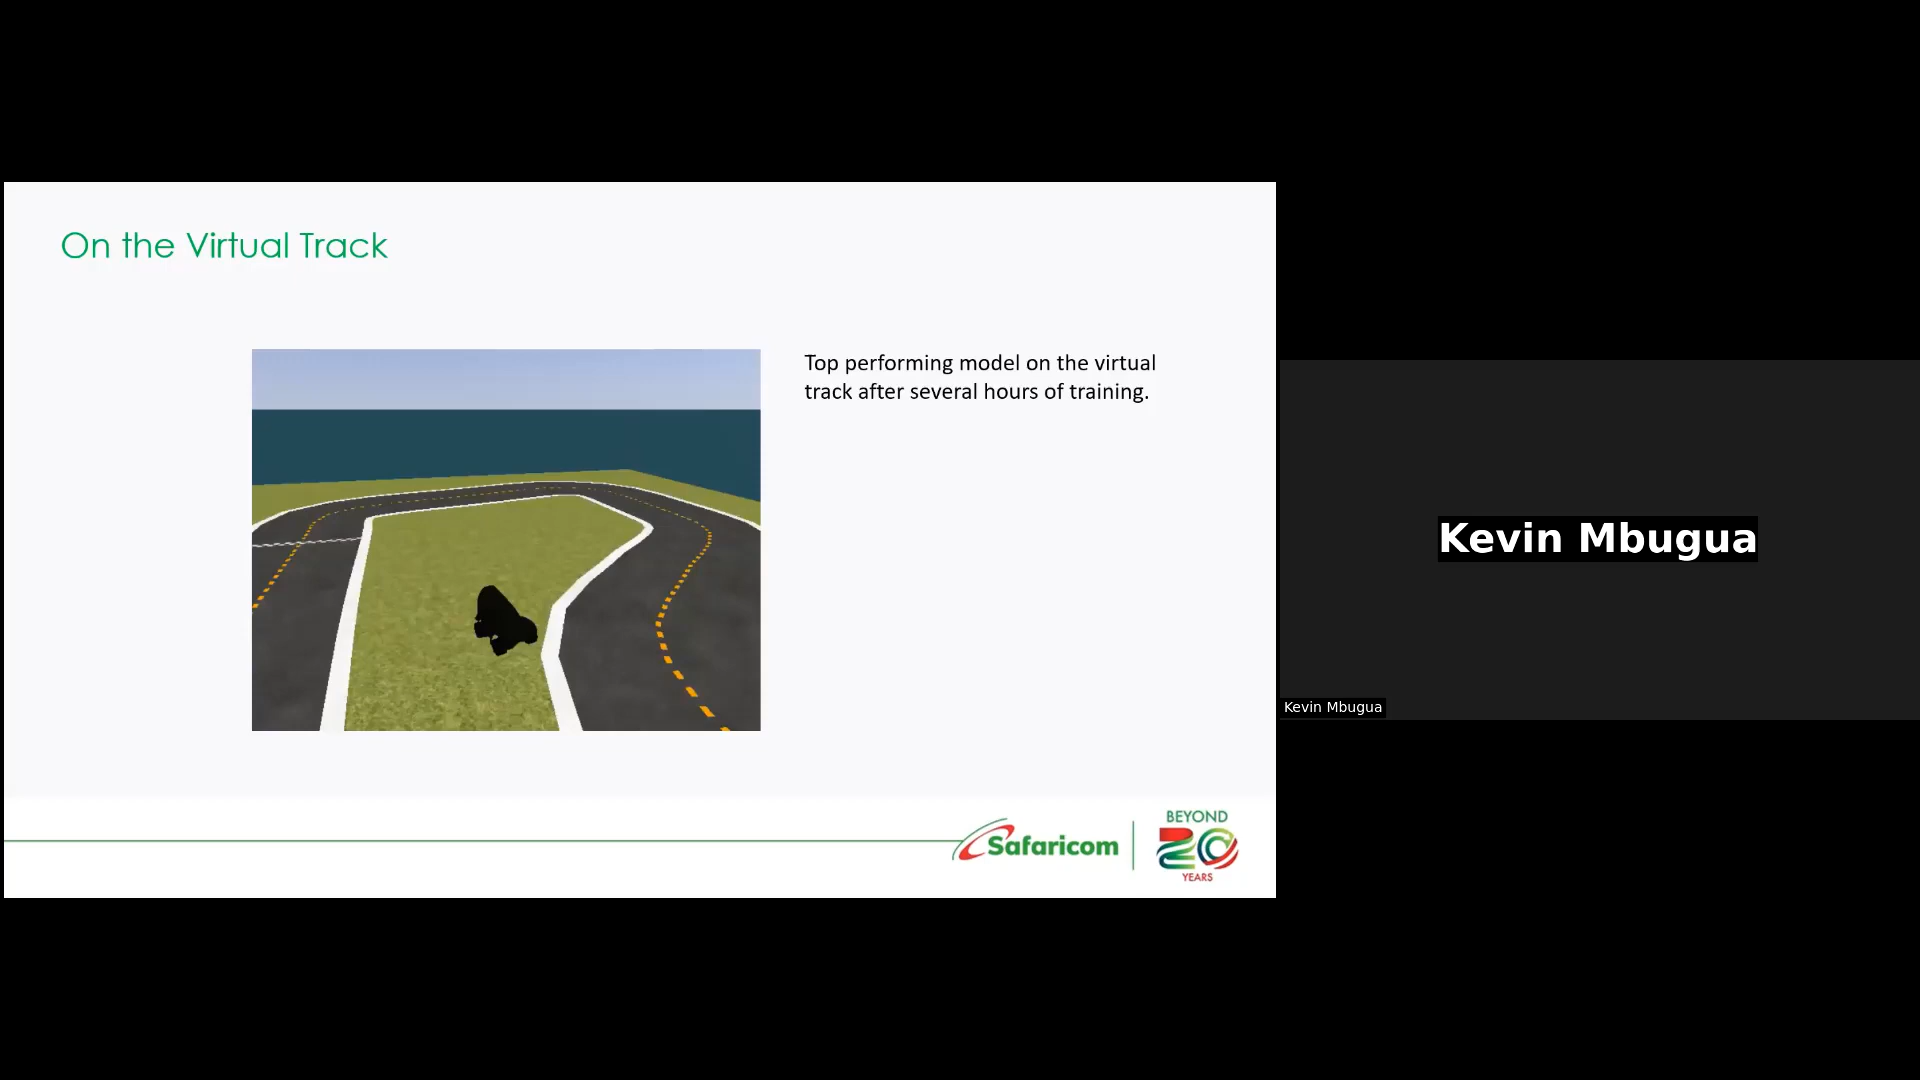 On the Virtual Track
Top performing model on the virtual
track after several hours of training.
Safaricom
BEYOND
20
YEARS
Kevin Mbugua
Kevin Mbugua